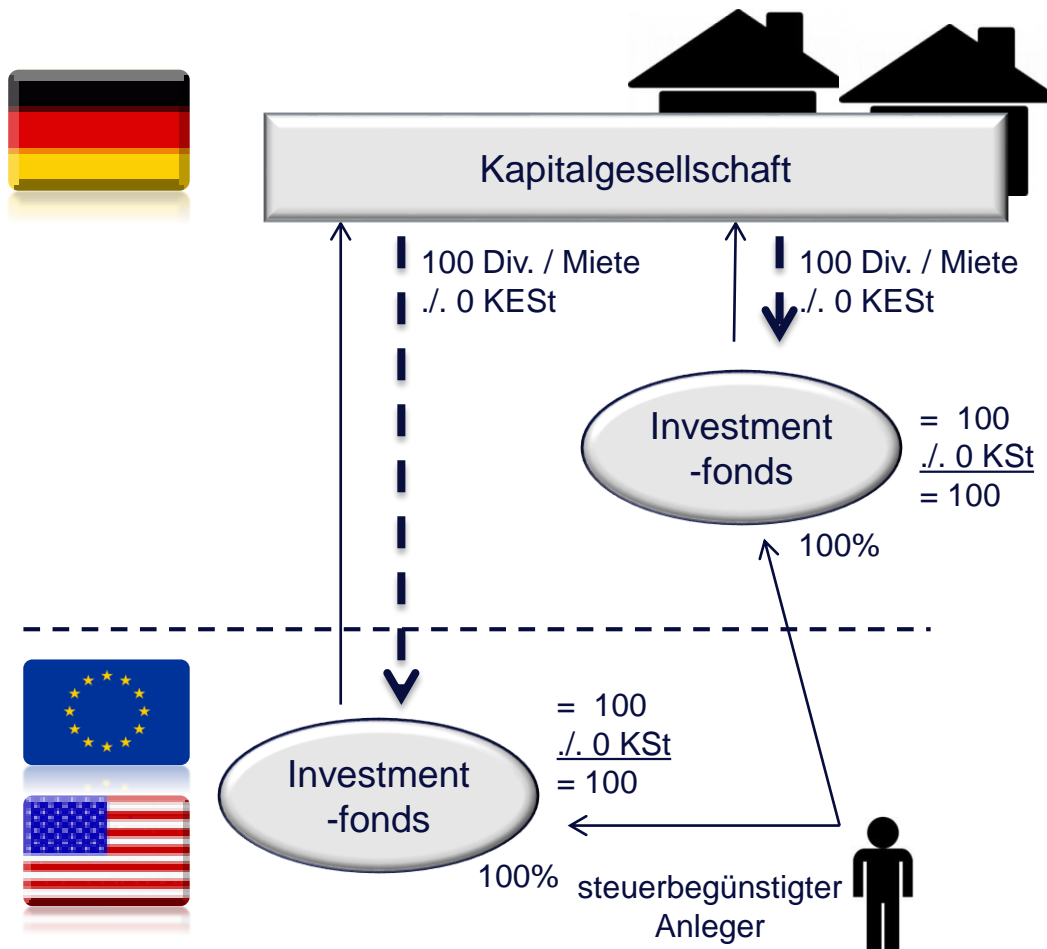 Kapitalgesellschaft
100 Div. / Miete
./. 0 KESt
100 Div. / Miete
./. 0 KESt
Investment
-fonds
= 100
./. 0 KSt
= 100
100%
Investment
-fonds
= 100
./. 0 KSt
= 100
100%
steuerbegünstigter
Anleger